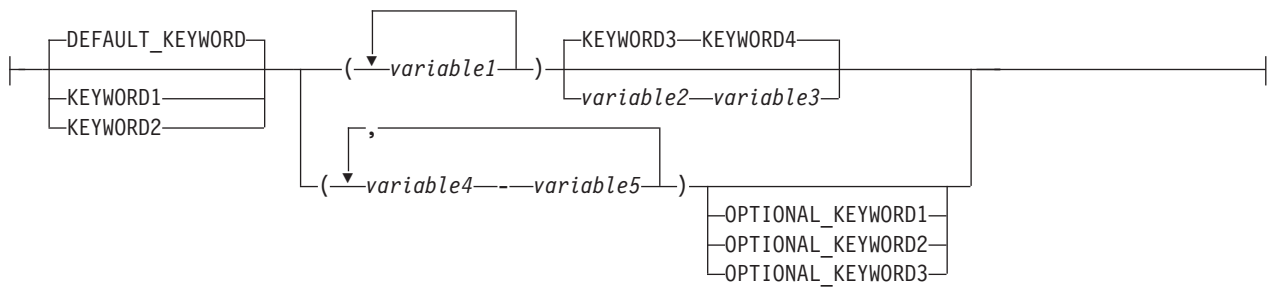 DEFAULT_KEYWORD KEYWORD3 KEYWORD4
( variable1 )
KEYWORD1 variable2 variable3
KEYWORD2
,
( variable4 - variable5 )
OPTIONAL_KEYWORD1
OPTIONAL_KEYWORD2
OPTIONAL_KEYWORD3